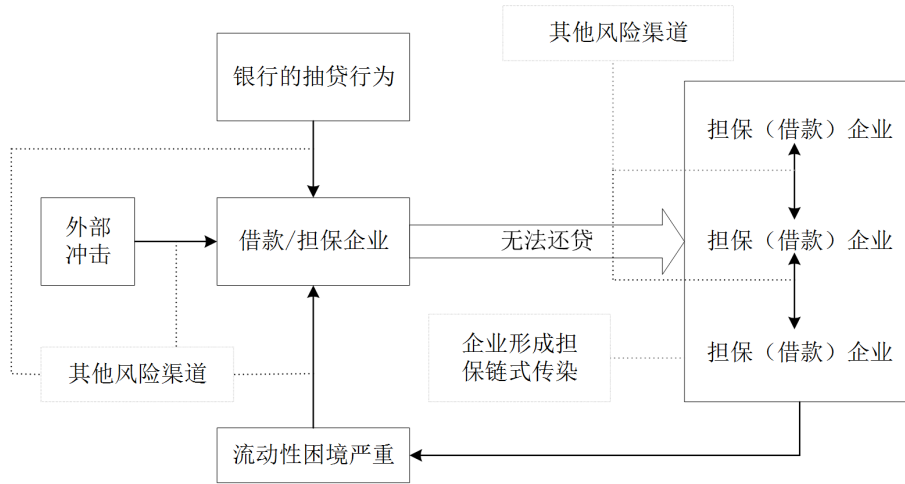 其他风险渠道
银行的抽贷行为
担保（借款）企业
外部
冲击
借款/担保企业
无法还贷
担保（借款）企业
企业形成担
保链式传染
担保（借款）企业
其他风险渠道
流动性困境严重